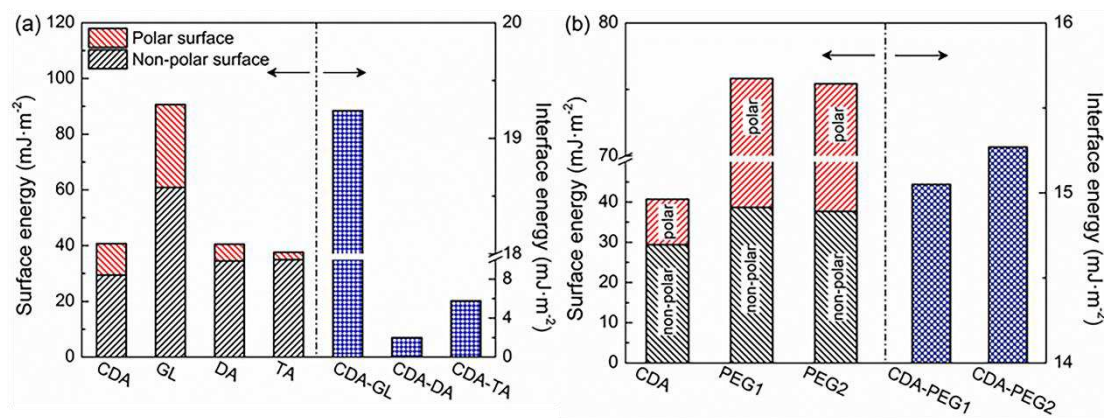 (a)
120
100
80
60
40
20
0
Surface energy (mJ·m⁻²)
Polar surface
Non-polar surface
20
19
18
8
4
0
Interface energy (mJ·m⁻²)
CDA
GL
DA
TA
CDA-GL
CDA-DA
CDA-TA
(b)
80
70
40
30
20
10
0
Surface energy (mJ·m⁻²)
polar
non-polar
polar
non-polar
polar
non-polar
16
15
14
Interface energy (mJ·m⁻²)
CDA
PEG1
PEG2
CDA-PEG1
CDA-PEG2